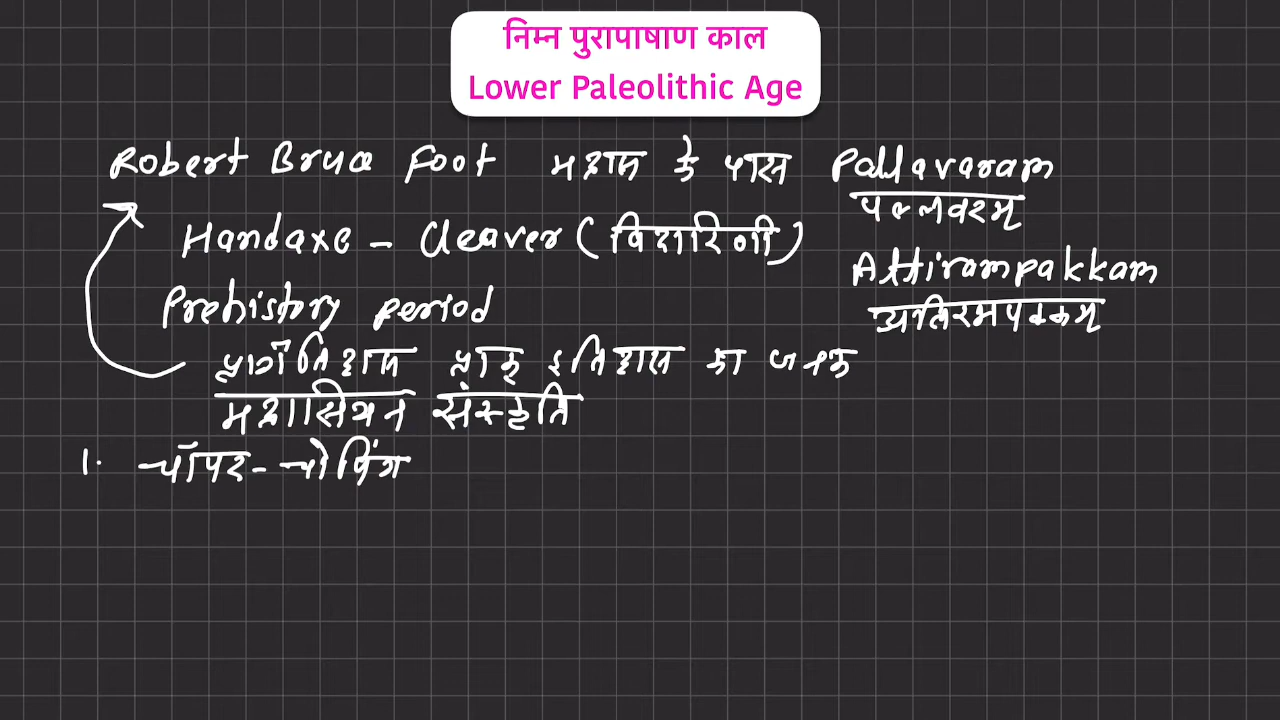 निम्न पुरापाषाण काल
Lower Paleolithic Age
Robert Bruce Foot मद्रास के पास Pallavaram
पल्लवरम्
Handaxe - Cleaver (विदारिणी)
Attirampakkam
अतिरमपक्कम्
Prehistory period
प्रागैतिहास प्राक् इतिहास का जनक
मद्रासियन संस्कृति
1. चॉपर - चोपिंग